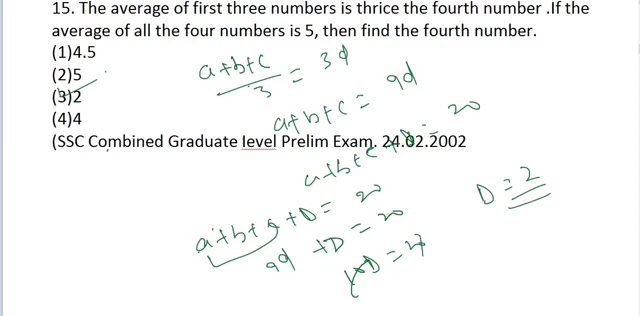 15. The average of first three numbers is thrice the fourth number .If the
average of all the four numbers is 5, then find the fourth number.
(1)4.5
(2)5
(3)2
(4)4
(SSC Combined Graduate level Prelim Exam. 24.02.2002
a+b+c/3 = 3d
a+b+c = 9d
a+b+c+D = 20
a+b+c+D = 20
9d +D = 20
D = 2